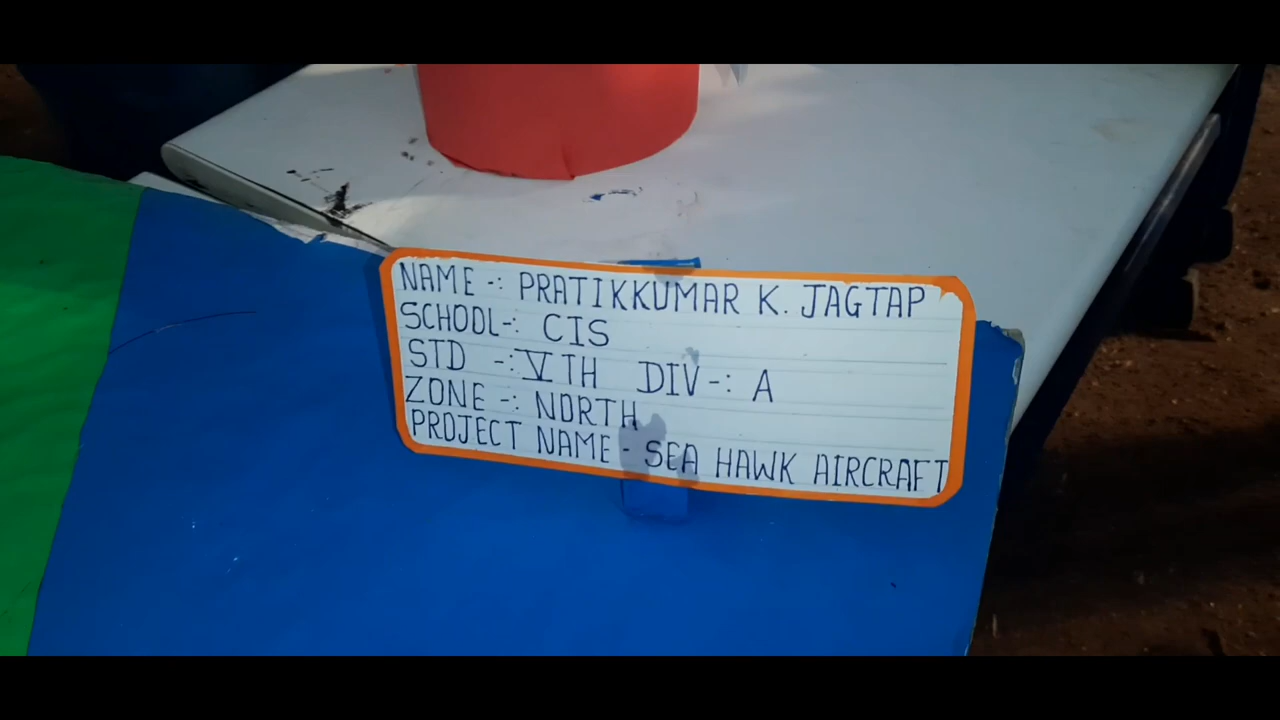 NAME -: PRATIKKUMAR K. JAGTAP
SCHOOL-: CIS
STD -: VTH DIV -: A
ZONE -: NORTH
PROJECT NAME - SEA HAWK AIRCRAFT